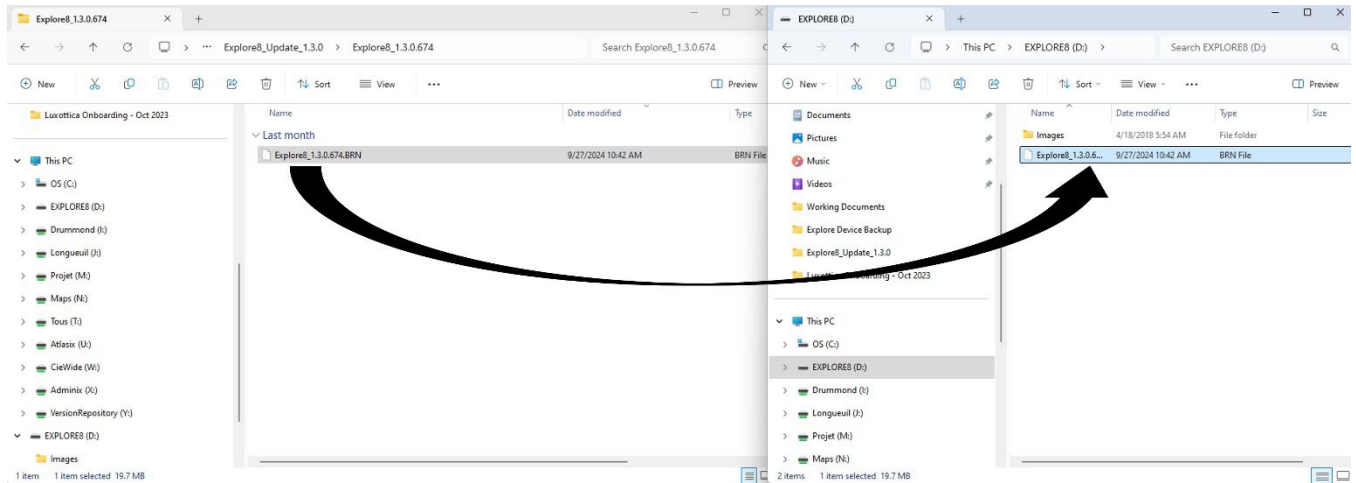 Explore8_1.3.0.674
Explore8_Update_1.3.0 > Explore8_1.3.0.674
Search Explore8_1.3.0.674
New
Sort
View
Preview
Luxottica Onboarding - Oct 2023
This PC
OS (C:)
EXPLORE8 (D:)
Drummond (I:)
Longueuil (J:)
Projet (M:)
Maps (N:)
Tous (T:)
Atlasix (U:)
CieWide (W:)
Adminix (X:)
VersionRepository (Y:)
EXPLORE8 (D:)
Images
Name Date modified Type
Last month
Explore8_1.3.0.674.BRN 9/27/2024 10:42 AM BRN File
1 item 1 item selected 19.7 MB
EXPLORE8 (D:)
This PC > EXPLORE8 (D:) >
Search EXPLORE8 (D:)
New
Sort
View
Preview
Documents
Pictures
Music
Videos
Working Documents
Explore Device Backup
Explore8_Update_1.3.0
Oct 2023
This PC
OS (C:)
EXPLORE8 (D:)
Drummond (I:)
Longueuil (J:)
Projet (M:)
Maps (N:)
Name Date modified Type Size
Images 4/18/2018 5:54 AM File folder
Explore8_1.3.0.6... 9/27/2024 10:42 AM BRN File
2 items 1 item selected 19.7 MB